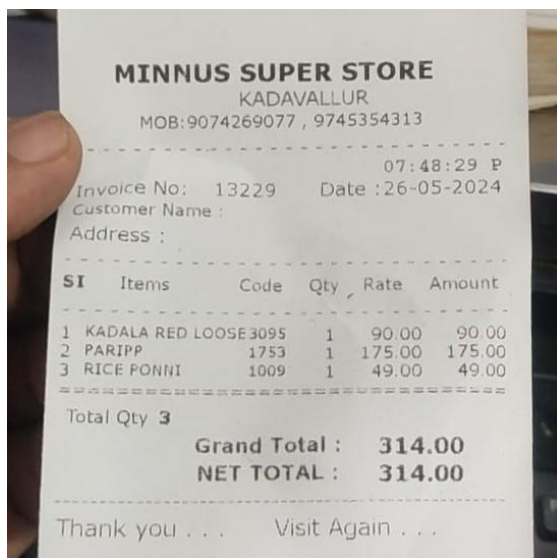 MINNUS SUPER STORE
KADAVALLUR
MOB:9074269077 , 9745354313
07:48:29 P
Invoice No: 13229 Date :26-05-2024
Customer Name :
Address :
SI Items Code Qty Rate Amount
1 KADALA RED LOOSE3095 1 90.00 90.00
2 PARIPP 1753 1 175.00 175.00
3 RICE PONNI 1009 1 49.00 49.00
Total Qty 3
Grand Total : 314.00
NET TOTAL : 314.00
Thank you . . . Visit Again . . .